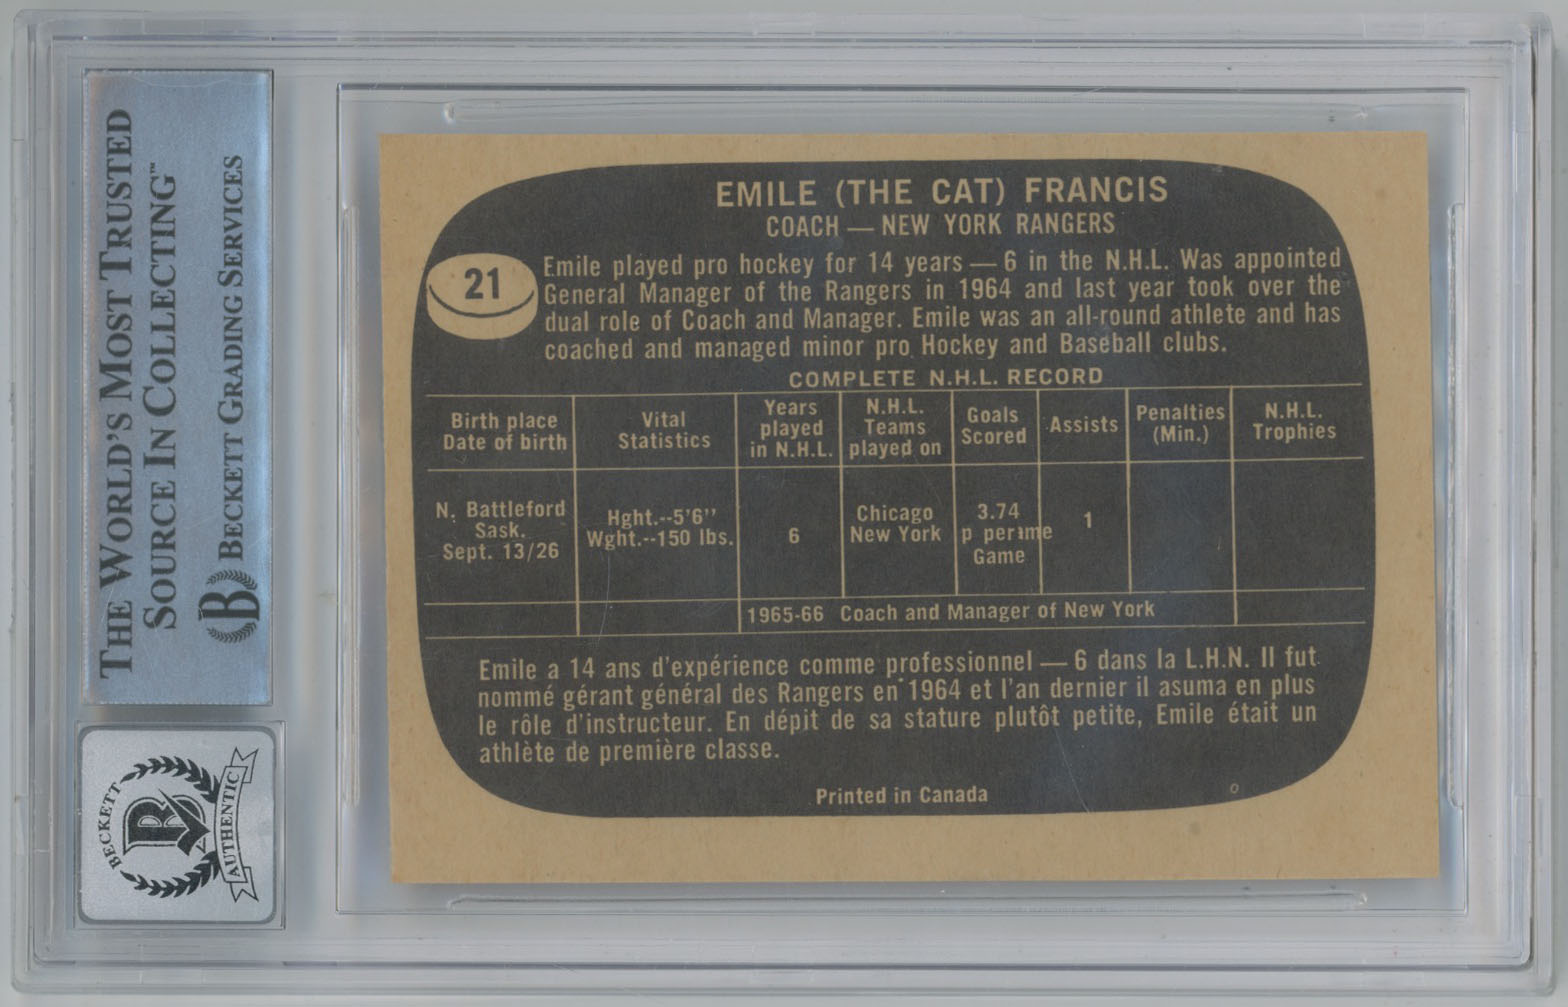 THE WORLD'S MOST TRUSTED
SOURCE IN COLLECTING™
BECKETT GRADING SERVICES
B
BECKETT
B
AUTHENTIC
EMILE (THE CAT) FRANCIS
COACH — NEW YORK RANGERS
21
Emile played pro hockey for 14 years — 6 in the N.H.L. Was appointed
General Manager of the Rangers in 1964 and last year took over the
dual role of Coach and Manager. Emile was an all-round athlete and has
coached and managed minor pro Hockey and Baseball clubs.
COMPLETE N.H.L. RECORD
Birth place
Date of birth
Vital
Statistics
Years
played
in N.H.L.
N.H.L.
Teams
played on
Goals
Scored
Assists
Penalties
(Min.)
N.H.L.
Trophies
N. Battleford
Sask.
Sept. 13/26
Hght.--5'6"
Wght.--150 lbs.
6
Chicago
New York
3.74
p per me
Game
1
1965-66 Coach and Manager of New York
Emile a 14 ans d'expérience comme professionnel — 6 dans la L.H.N. Il fut
nommé gérant général des Rangers en 1964 et l'an dernier il asuma en plus
le rôle d'instructeur. En dépit de sa stature plutôt petite, Emile était un
athlète de première classe.
Printed in Canada